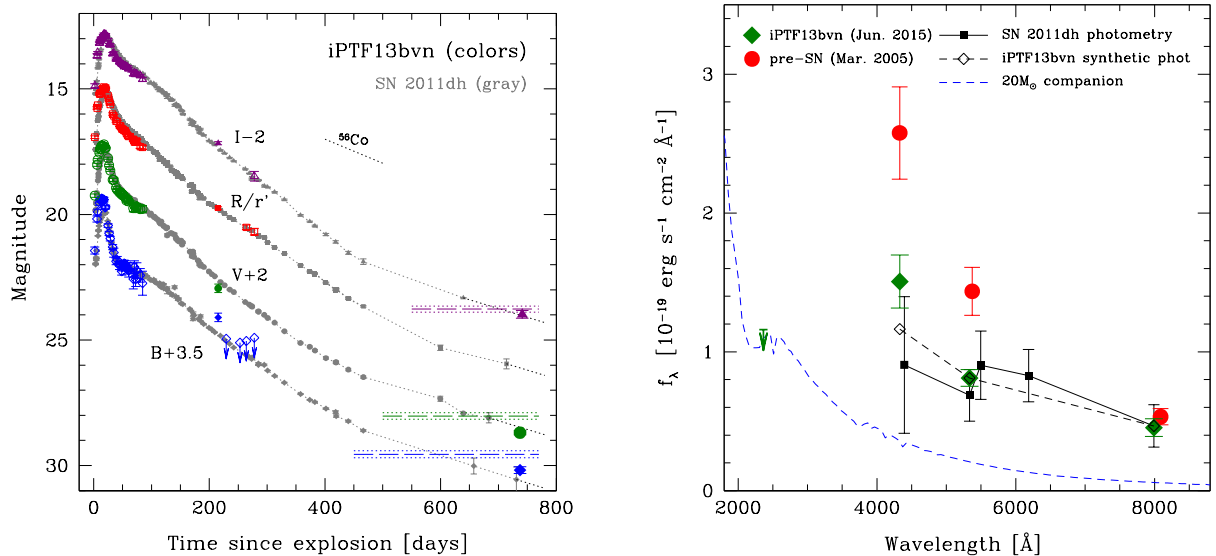 iPTF13bvn (colors)
SN 2011dh (gray)
⁵⁶Co
I−2
R/r'
V+2
B+3.5
15
20
25
30
Magnitude
0
200
400
600
800
Time since explosion [days]
iPTF13bvn (Jun. 2015)
pre−SN (Mar. 2005)
SN 2011dh photometry
iPTF13bvn synthetic phot
20M⊙ companion
3
2
1
0
f_λ [10⁻¹⁹ erg s⁻¹ cm⁻² Å⁻¹]
2000
4000
6000
8000
Wavelength [Å]